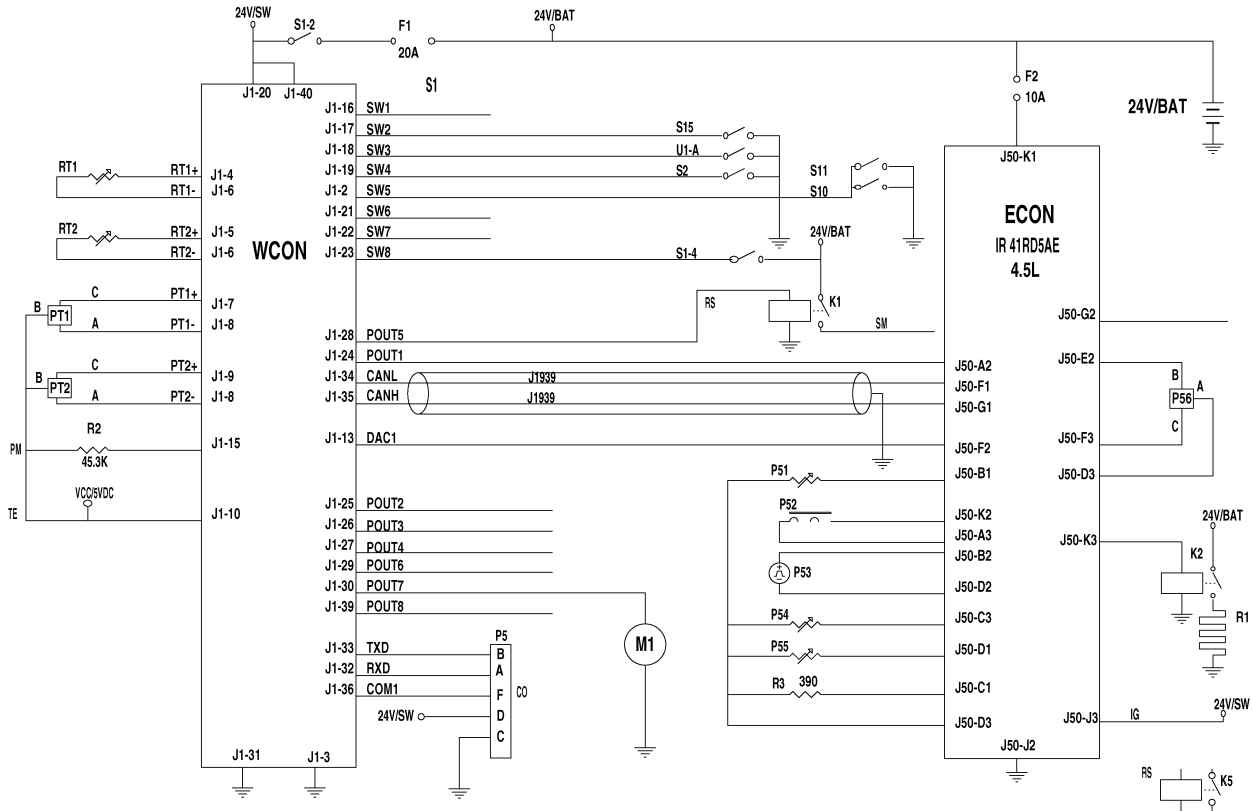 24V/SW
S1-2
F1
20A
24V/BAT
S1
F2
10A
24V/BAT
J1-20
J1-40
J1-16 SW1
J1-17 SW2
S15
J1-18 SW3
U1-A
J1-19 SW4
S2
J1-2 SW5
S11
S10
J1-21 SW6
J1-22 SW7
J1-23 SW8
S1-4
24V/BAT
RT1
RT1+ J1-4
RT1- J1-6
RT2
RT2+ J1-5
RT2- J1-6
WCON
J50-K1
ECON
IR 41RD5AE
4.5L
C
PT1+ J1-7
B
PT1
A
PT1- J1-8
C
PT2+ J1-9
B
PT2
A
PT2- J1-8
R2
45.3K
PM
J1-15
VCC/5VDC
TE
J1-10
RS
K1
SM
J1-28 POUT5
J1-24 POUT1
J1-34 CANL
J1939
J1-35 CANH
J1939
J1-13 DAC1
J50-A2
J50-F1
J50-G1
J50-F2
J50-B1
J50-K2
J50-A3
J50-B2
J50-D2
J50-C3
J50-D1
J50-C1
J50-D3
J50-G2
J50-E2
B
A
P56
C
J50-F3
J50-D3
J50-K3
24V/BAT
K2
R1
P51
P52
P53
P54
P55
R3 390
J1-25 POUT2
J1-26 POUT3
J1-27 POUT4
J1-29 POUT6
J1-30 POUT7
J1-39 POUT8
M1
P5
J1-33 TXD B
J1-32 RXD A
J1-36 COM1 F
CO
24V/SW D
C
J1-31
J1-3
J50-J3
IG
24V/SW
J50-J2
RS
K5